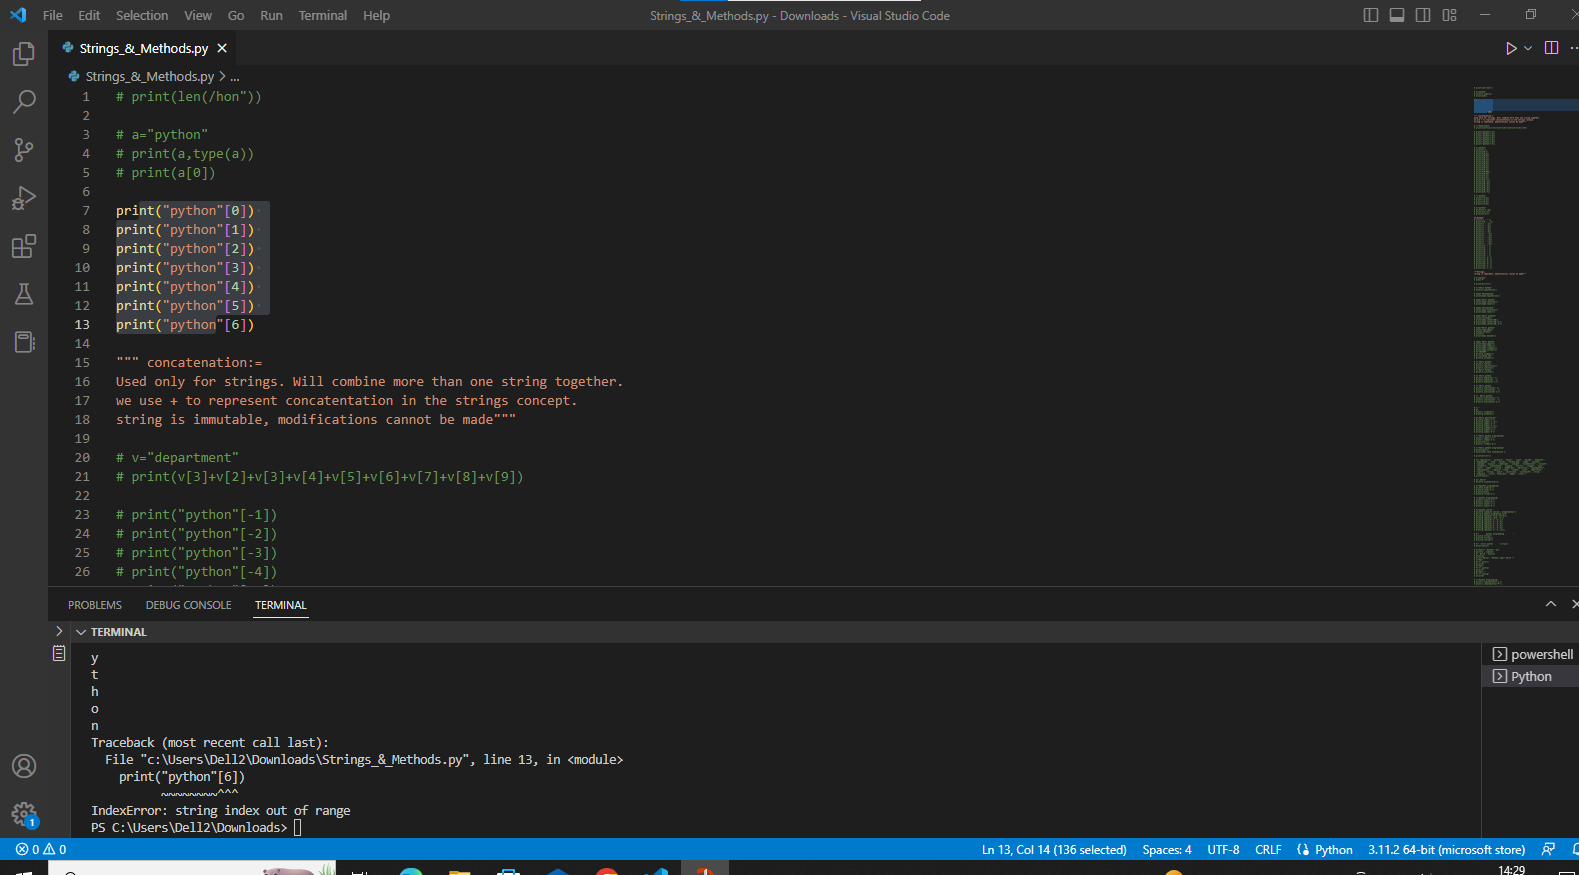 File Edit Selection View Go Run Terminal Help
Strings_&_Methods.py - Downloads - Visual Studio Code
Strings_&_Methods.py
Strings_&_Methods.py > ...
1 # print(len(/hon"))
2
3 # a="python"
4 # print(a,type(a))
5 # print(a[0])
6
7 print("python"[0])
8 print("python"[1])
9 print("python"[2])
10 print("python"[3])
11 print("python"[4])
12 print("python"[5])
13 print("python"[6])
14
15 """ concatenation:=
16 Used only for strings. Will combine more than one string together.
17 we use + to represent concatentation in the strings concept.
18 string is immutable, modifications cannot be made"""
19
20 # v="department"
21 # print(v[3]+v[2]+v[3]+v[4]+v[5]+v[6]+v[7]+v[8]+v[9])
22
23 # print("python"[-1])
24 # print("python"[-2])
25 # print("python"[-3])
26 # print("python"[-4])
PROBLEMS DEBUG CONSOLE TERMINAL
TERMINAL
y
t
h
o
n
Traceback (most recent call last):
File "c:\Users\Dell2\Downloads\Strings_&_Methods.py", line 13, in <module>
print("python"[6])
~~~~~~~~^^^
IndexError: string index out of range
PS C:\Users\Dell2\Downloads>
powershell
Python
1
0 0
Ln 13, Col 14 (136 selected) Spaces: 4 UTF-8 CRLF Python 3.11.2 64-bit (microsoft store)
14:29